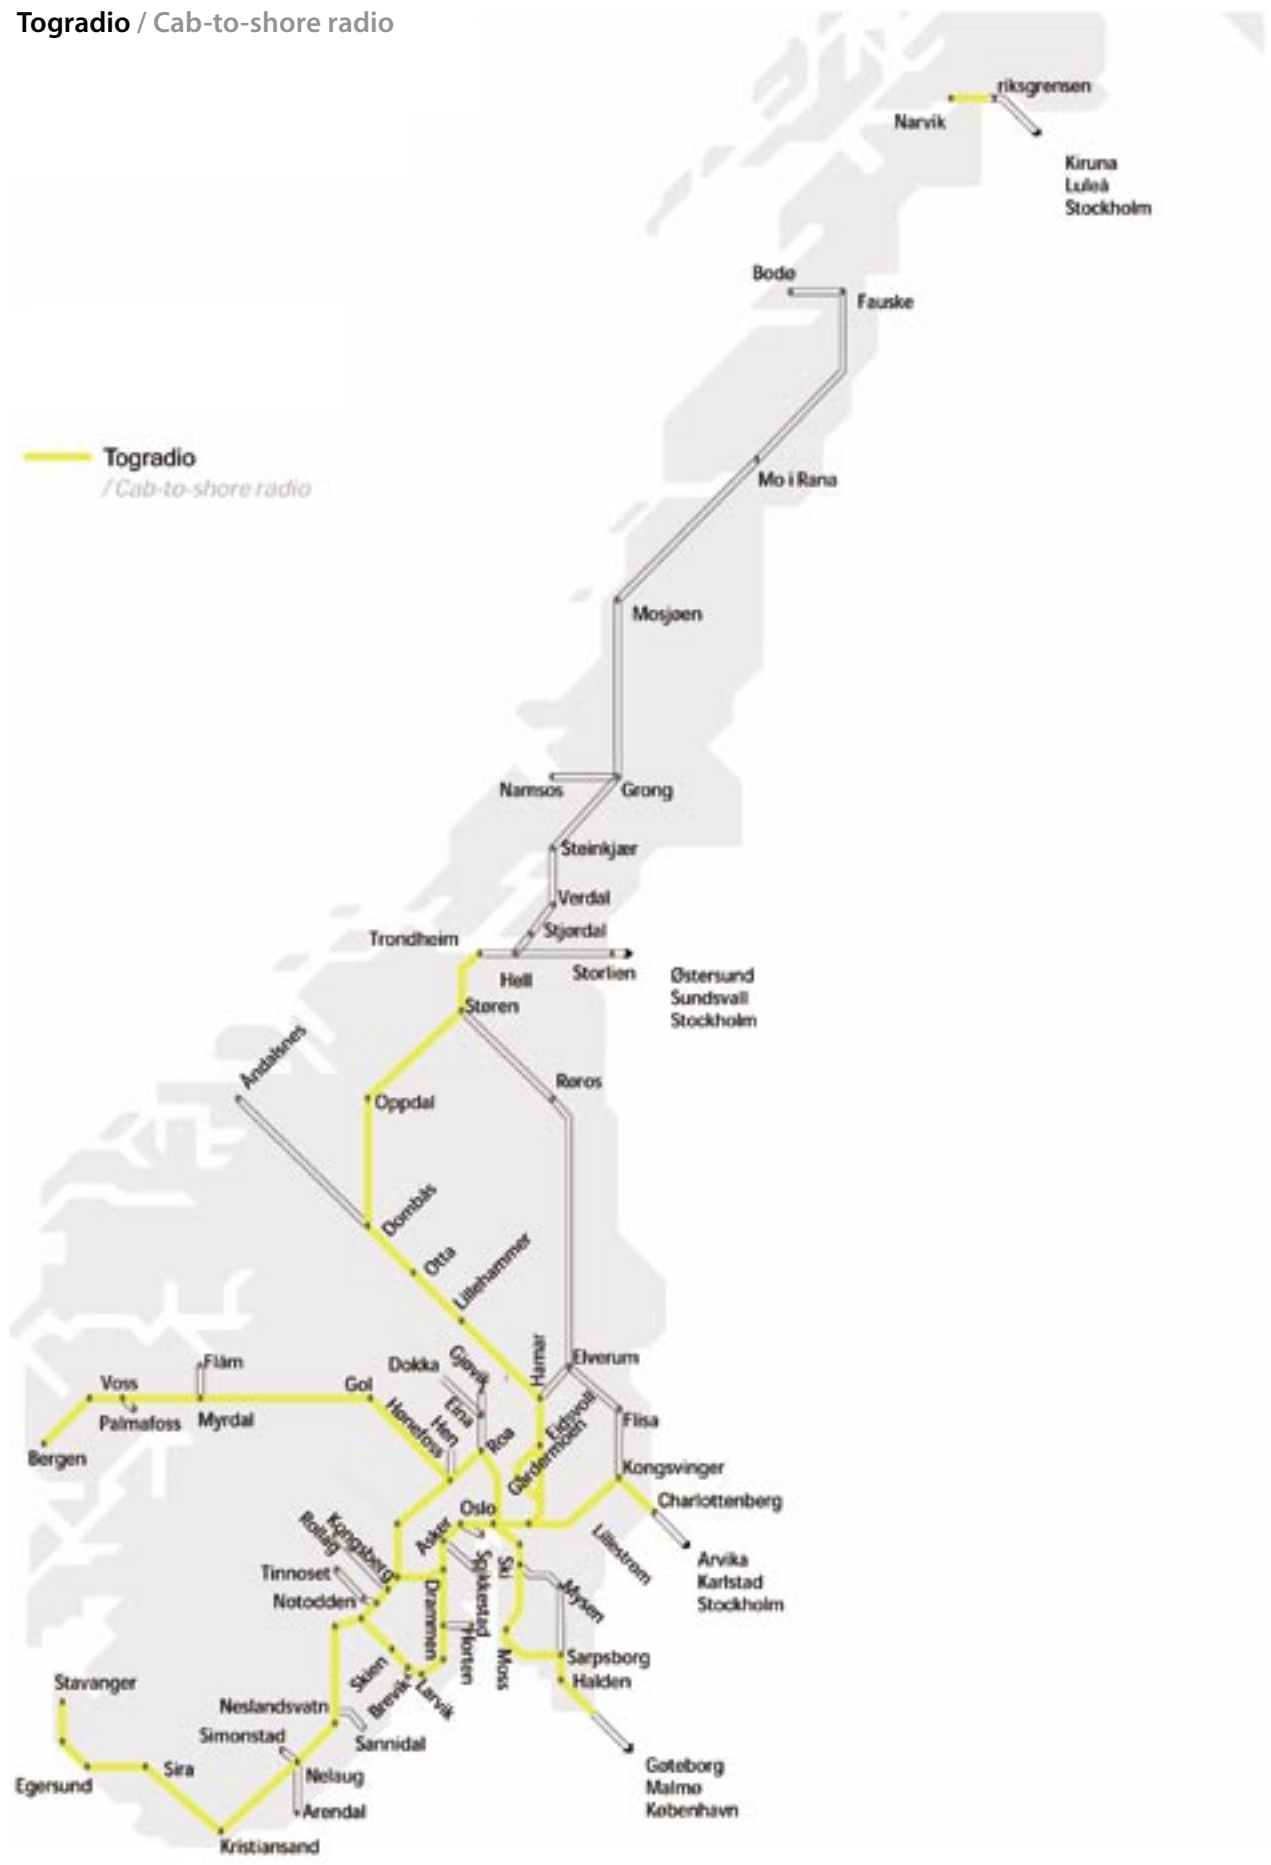 Togradio / Cab-to-shore radio
riksgrensen
Narvik
Kiruna
Luleå
Stockholm
Bodø
Fauske
Togradio
/ Cab-to-shore radio
Mo i Rana
Mosjøen
Namsos
Grong
Steinkjær
Verdal
Stjørdal
Trondheim
Hell
Storlien
Østersund
Sundsvall
Stockholm
Støren
Åndalsnes
Røros
Oppdal
Dombås
Otta
Lillehammer
Hamar
Elverum
Gjøvik
Dokka
Flåm
Voss
Gol
Palmafoss
Myrdal
Bergen
Hønefoss
Hen
Eina
Roa
Eidsvoll
Gardermoen
Flisa
Kongsvinger
Charlottenberg
Oslo
Asker
Kongsberg
Rollag
Tinnoset
Notodden
Spikkestad
Ski
Lillestrøm
Mysen
Arvika
Karlstad
Stockholm
Drammen
Horten
Moss
Sarpsborg
Halden
Skien
Brevik
Larvik
Stavanger
Neslandsvatn
Simonstad
Sannidal
Egersund
Sira
Nelaug
Arendal
Kristiansand
Gøteborg
Malmø
København